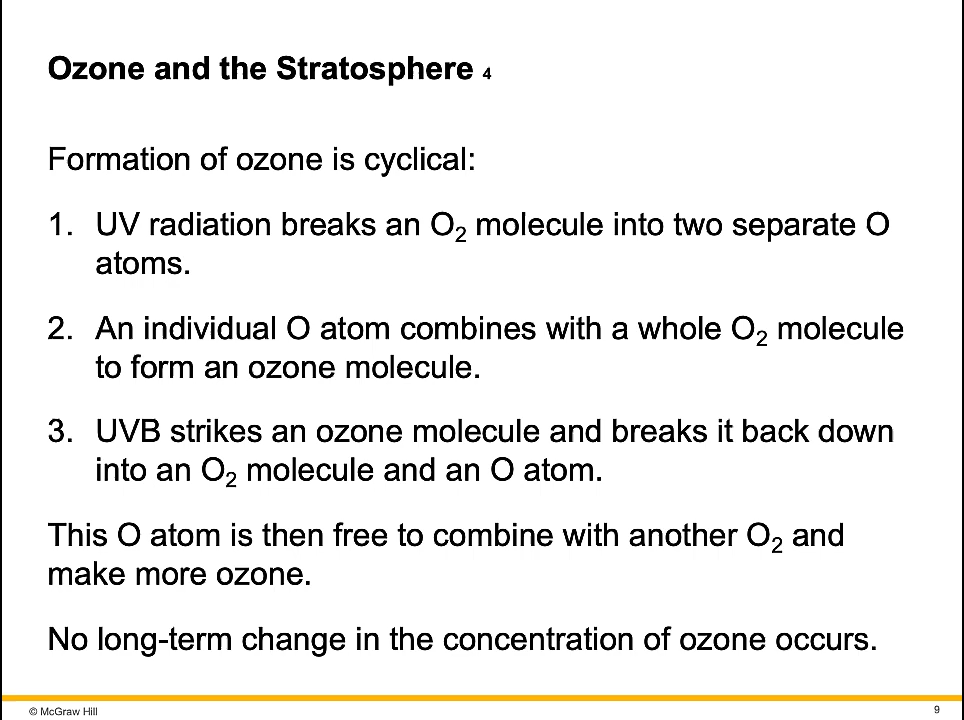 Ozone and the Stratosphere 4
Formation of ozone is cyclical:
1. UV radiation breaks an O₂ molecule into two separate O
atoms.
2. An individual O atom combines with a whole O₂ molecule
to form an ozone molecule.
3. UVB strikes an ozone molecule and breaks it back down
into an O₂ molecule and an O atom.
This O atom is then free to combine with another O₂ and
make more ozone.
No long-term change in the concentration of ozone occurs.
© McGraw Hill
9